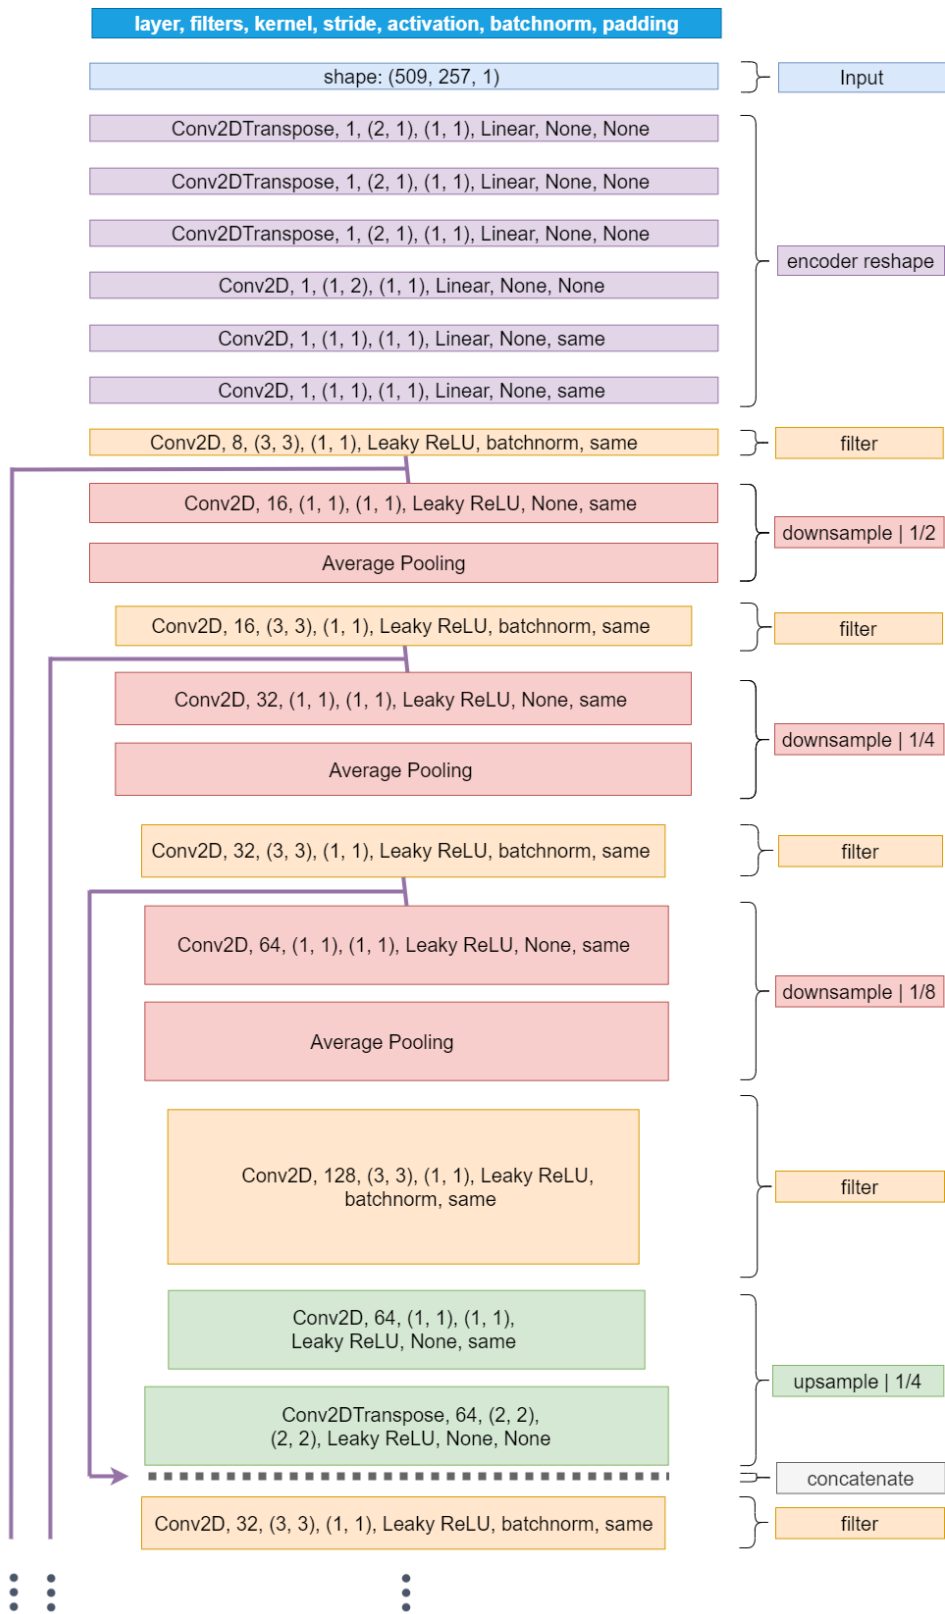 layer, filters, kernel, stride, activation, batchnorm, padding
shape: (509, 257, 1)
Input
Conv2DTranspose, 1, (2, 1), (1, 1), Linear, None, None
Conv2DTranspose, 1, (2, 1), (1, 1), Linear, None, None
Conv2DTranspose, 1, (2, 1), (1, 1), Linear, None, None
encoder reshape
Conv2D, 1, (1, 2), (1, 1), Linear, None, None
Conv2D, 1, (1, 1), (1, 1), Linear, None, same
Conv2D, 1, (1, 1), (1, 1), Linear, None, same
Conv2D, 8, (3, 3), (1, 1), Leaky ReLU, batchnorm, same
filter
Conv2D, 16, (1, 1), (1, 1), Leaky ReLU, None, same
downsample | 1/2
Average Pooling
Conv2D, 16, (3, 3), (1, 1), Leaky ReLU, batchnorm, same
filter
Conv2D, 32, (1, 1), (1, 1), Leaky ReLU, None, same
downsample | 1/4
Average Pooling
Conv2D, 32, (3, 3), (1, 1), Leaky ReLU, batchnorm, same
filter
Conv2D, 64, (1, 1), (1, 1), Leaky ReLU, None, same
downsample | 1/8
Average Pooling
Conv2D, 128, (3, 3), (1, 1), Leaky ReLU,
batchnorm, same
filter
Conv2D, 64, (1, 1), (1, 1),
Leaky ReLU, None, same
upsample | 1/4
Conv2DTranspose, 64, (2, 2),
(2, 2), Leaky ReLU, None, None
concatenate
Conv2D, 32, (3, 3), (1, 1), Leaky ReLU, batchnorm, same
filter